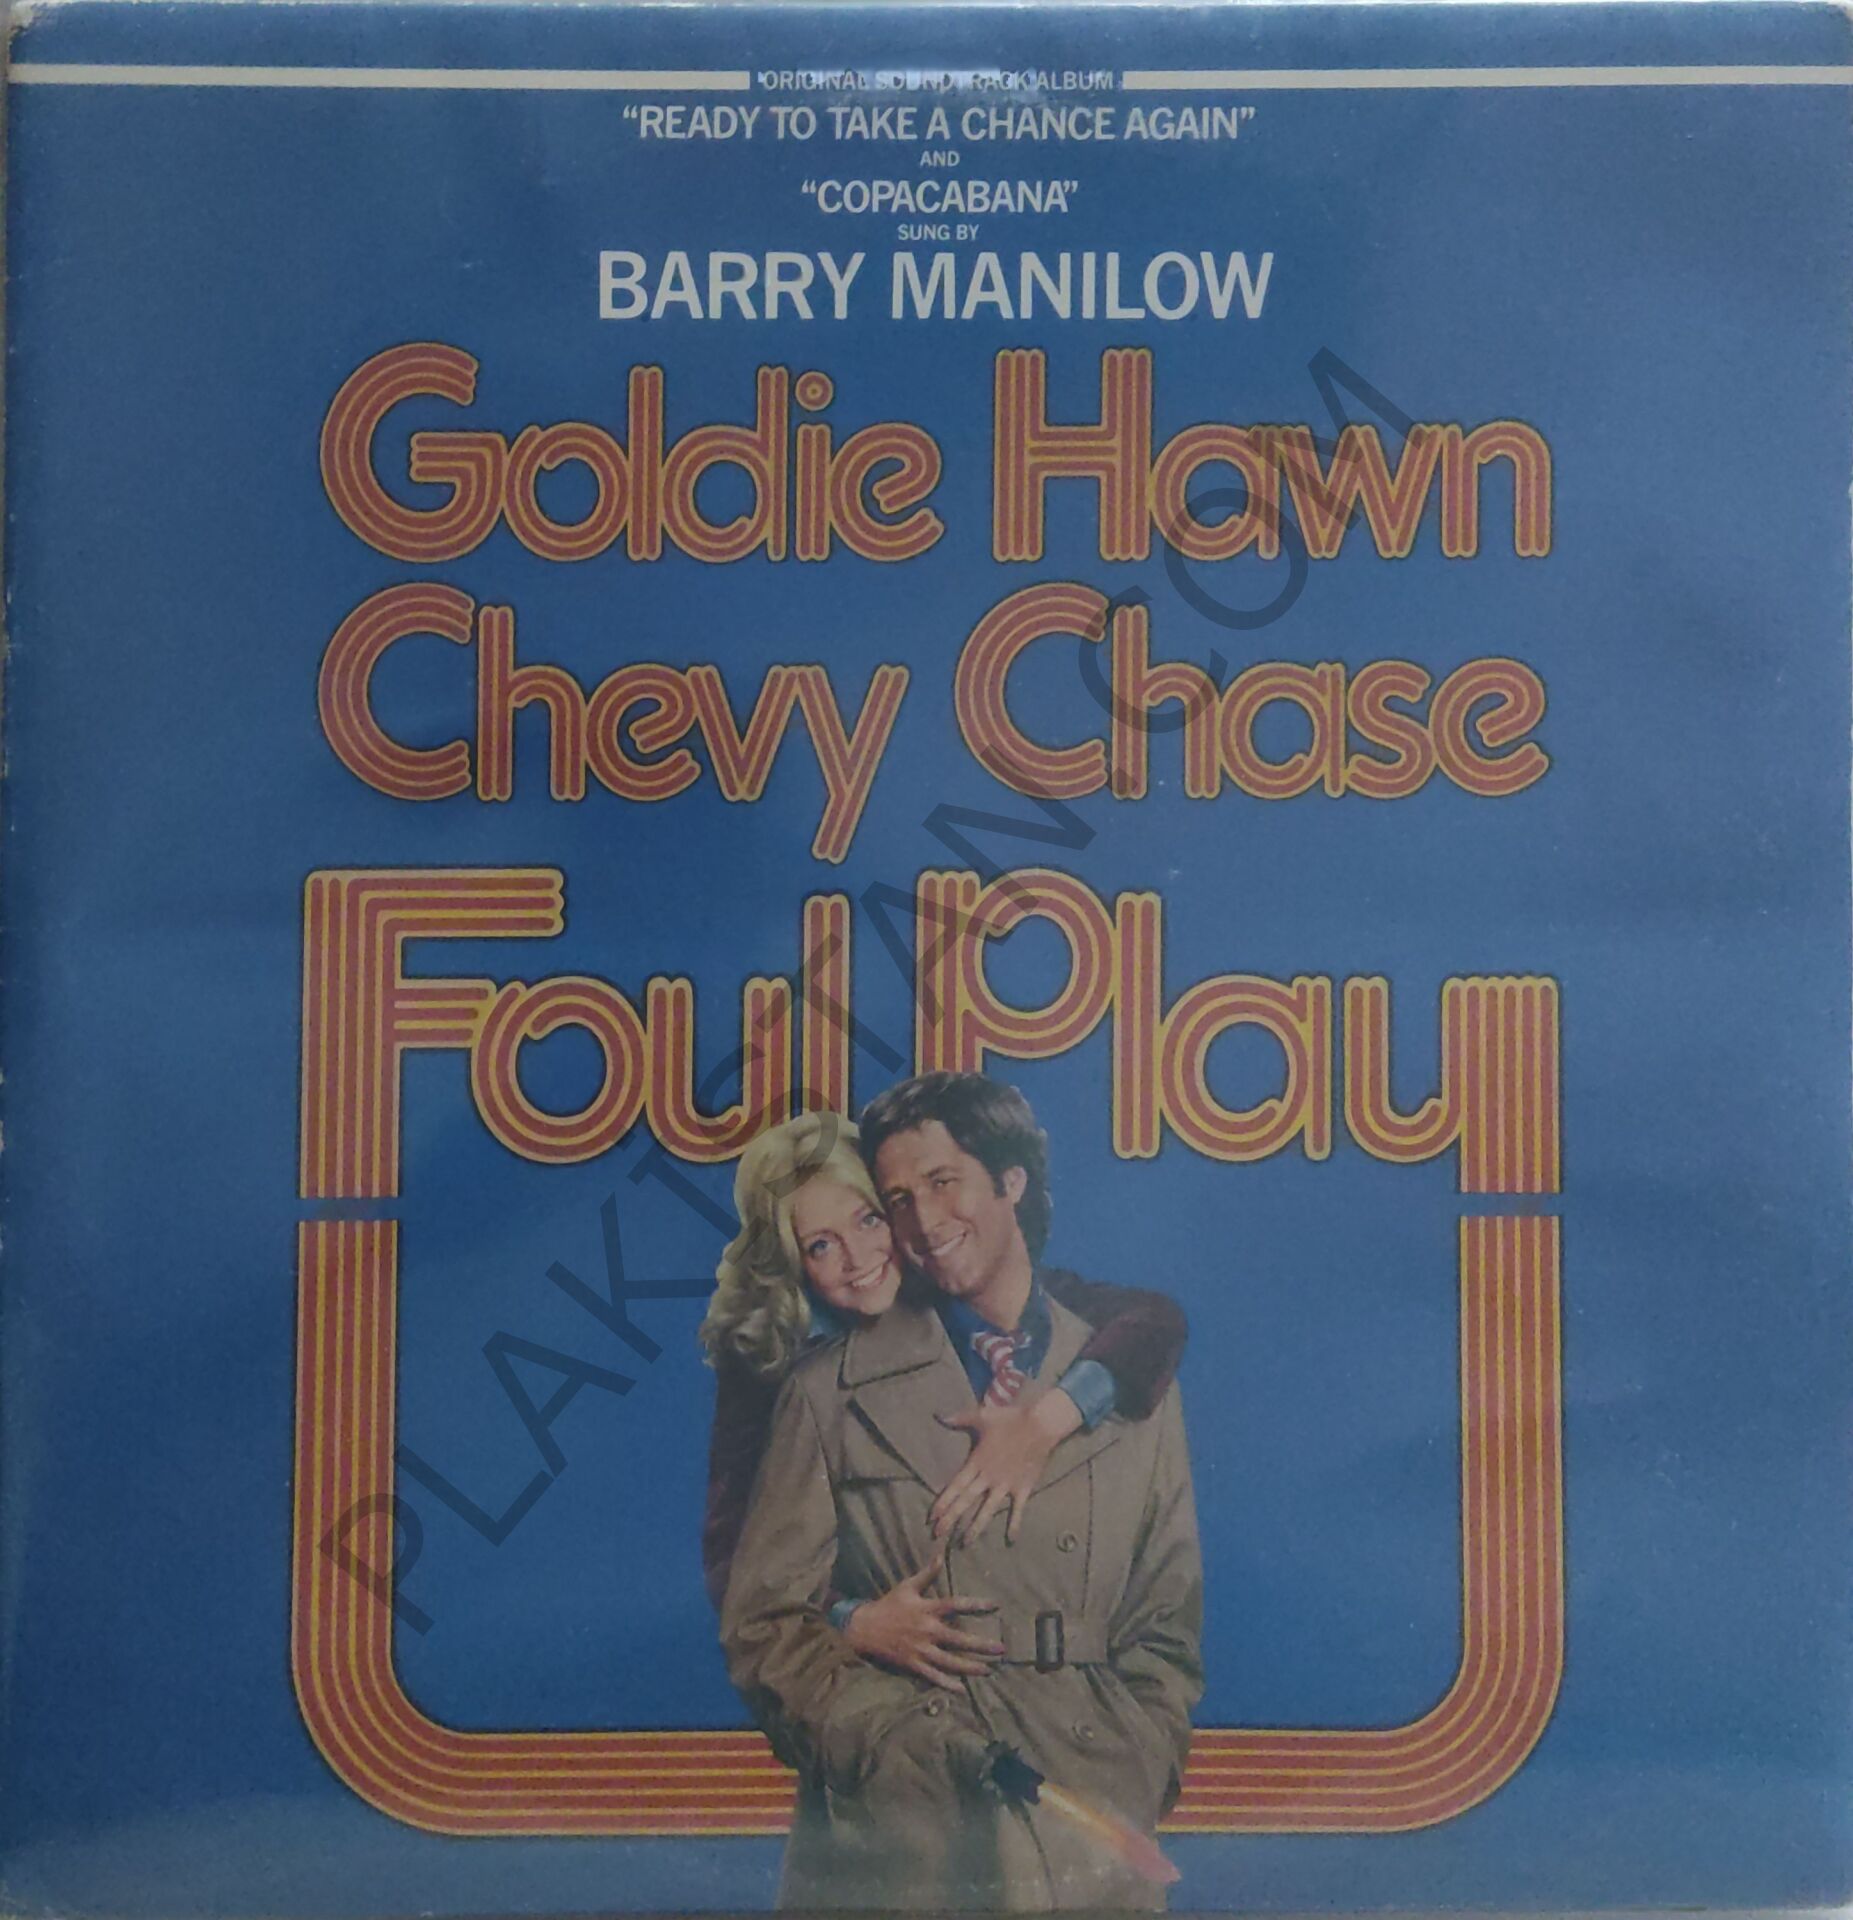 ORIGINAL SOUNDTRACK ALBUM
“READY TO TAKE A CHANCE AGAIN”
AND
“COPACABANA”
SUNG BY
BARRY MANILOW
Goldie Hawn
Chevy Chase
Foul Play
PLAKISTAN.COM